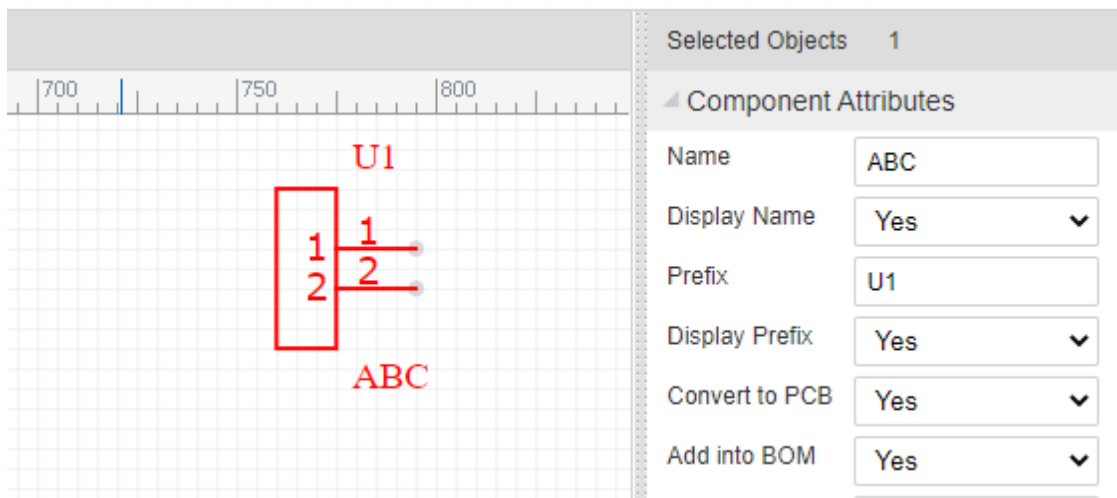 Selected Objects 1
700 750 800
Component Attributes
Name ABC
Display Name Yes
Prefix U1
Display Prefix Yes
Convert to PCB Yes
Add into BOM Yes
U1
1 1
2 2
ABC